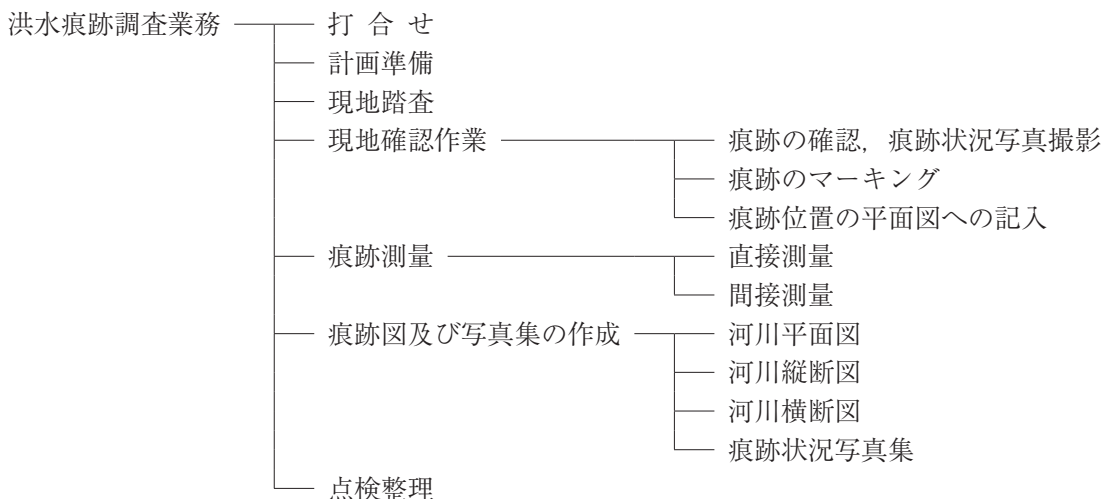 洪水痕跡調査業務 打 合 せ
計画準備
現地踏査
現地確認作業 痕跡の確認，痕跡状況写真撮影
痕跡のマーキング
痕跡位置の平面図への記入
痕跡測量 直接測量
間接測量
痕跡図及び写真集の作成 河川平面図
河川縦断図
河川横断図
痕跡状況写真集
点検整理